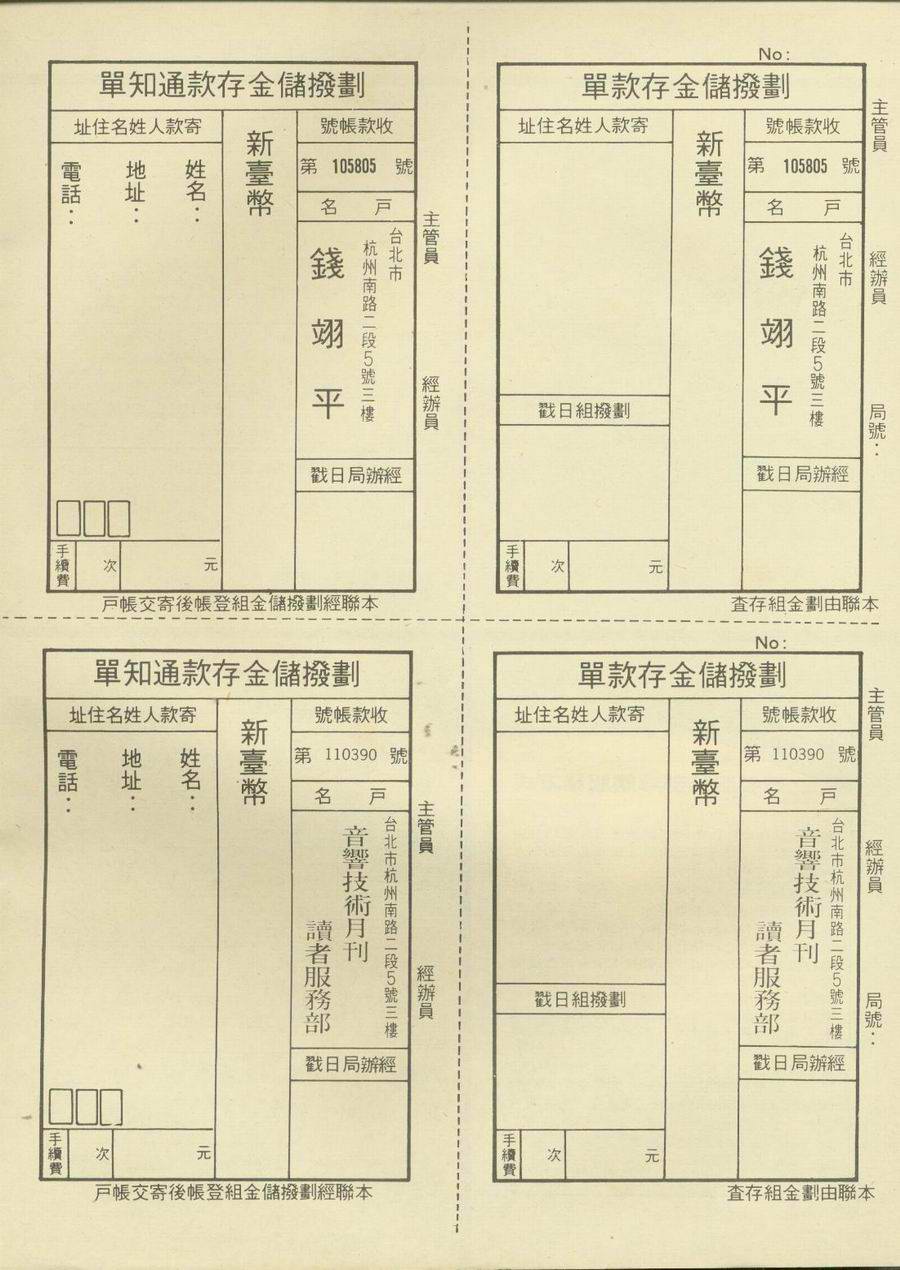 劃撥儲金存款通知單
收款帳號
第 105805 號
戶名
台北市
杭州南路二段5號三樓
錢翊平
經辦局日戳
新臺幣
寄款人姓名住址
姓名：
地址：
電話：
手續費
次
元
主管員
經辦員
本聯經劃撥儲金組登帳後寄交帳戶
No:
劃撥儲金存款單
收款帳號
第 105805 號
戶名
台北市
杭州南路二段5號三樓
錢翊平
經辦局日戳
新臺幣
寄款人姓名住址
劃撥組日戳
手續費
次
元
主管員
經辦員
局號：
本聯由劃金組存查
劃撥儲金存款通知單
收款帳號
第 110390 號
戶名
台北市杭州南路二段5號三樓
音響技術月刊
讀者服務部
經辦局日戳
新臺幣
寄款人姓名住址
姓名：
地址：
電話：
手續費
次
元
主管員
經辦員
本聯經劃撥儲金組登帳後寄交帳戶
No:
劃撥儲金存款單
收款帳號
第 110390 號
戶名
台北市杭州南路二段5號三樓
音響技術月刊
讀者服務部
經辦局日戳
新臺幣
寄款人姓名住址
劃撥組日戳
手續費
次
元
主管員
經辦員
局號：
本聯由劃金組存查